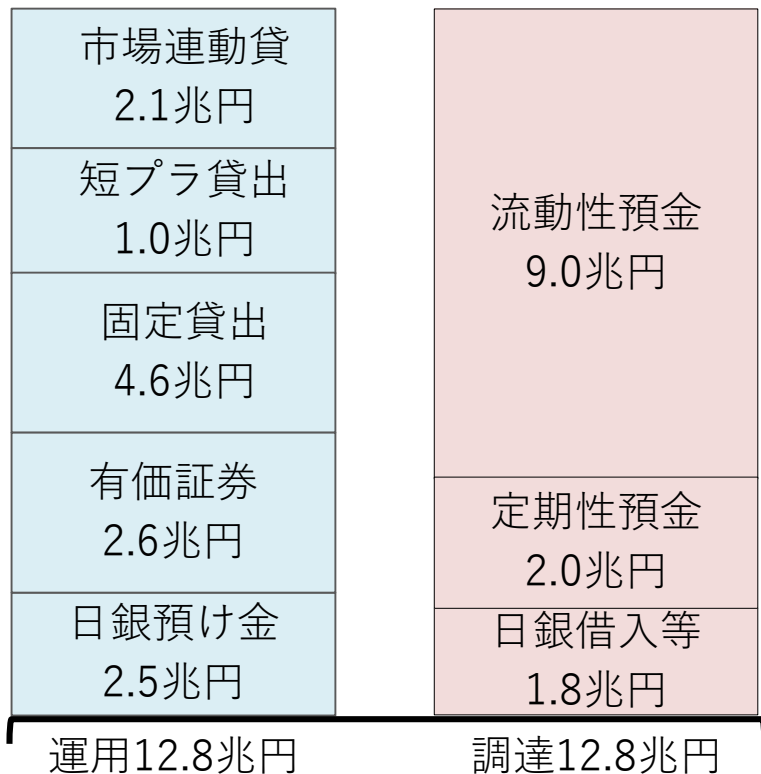 市場連動貸
2.1兆円
短プラ貸出
1.0兆円
固定貸出
4.6兆円
有価証券
2.6兆円
日銀預け金
2.5兆円
運用12.8兆円
流動性預金
9.0兆円
定期性預金
2.0兆円
日銀借入等
1.8兆円
調達12.8兆円